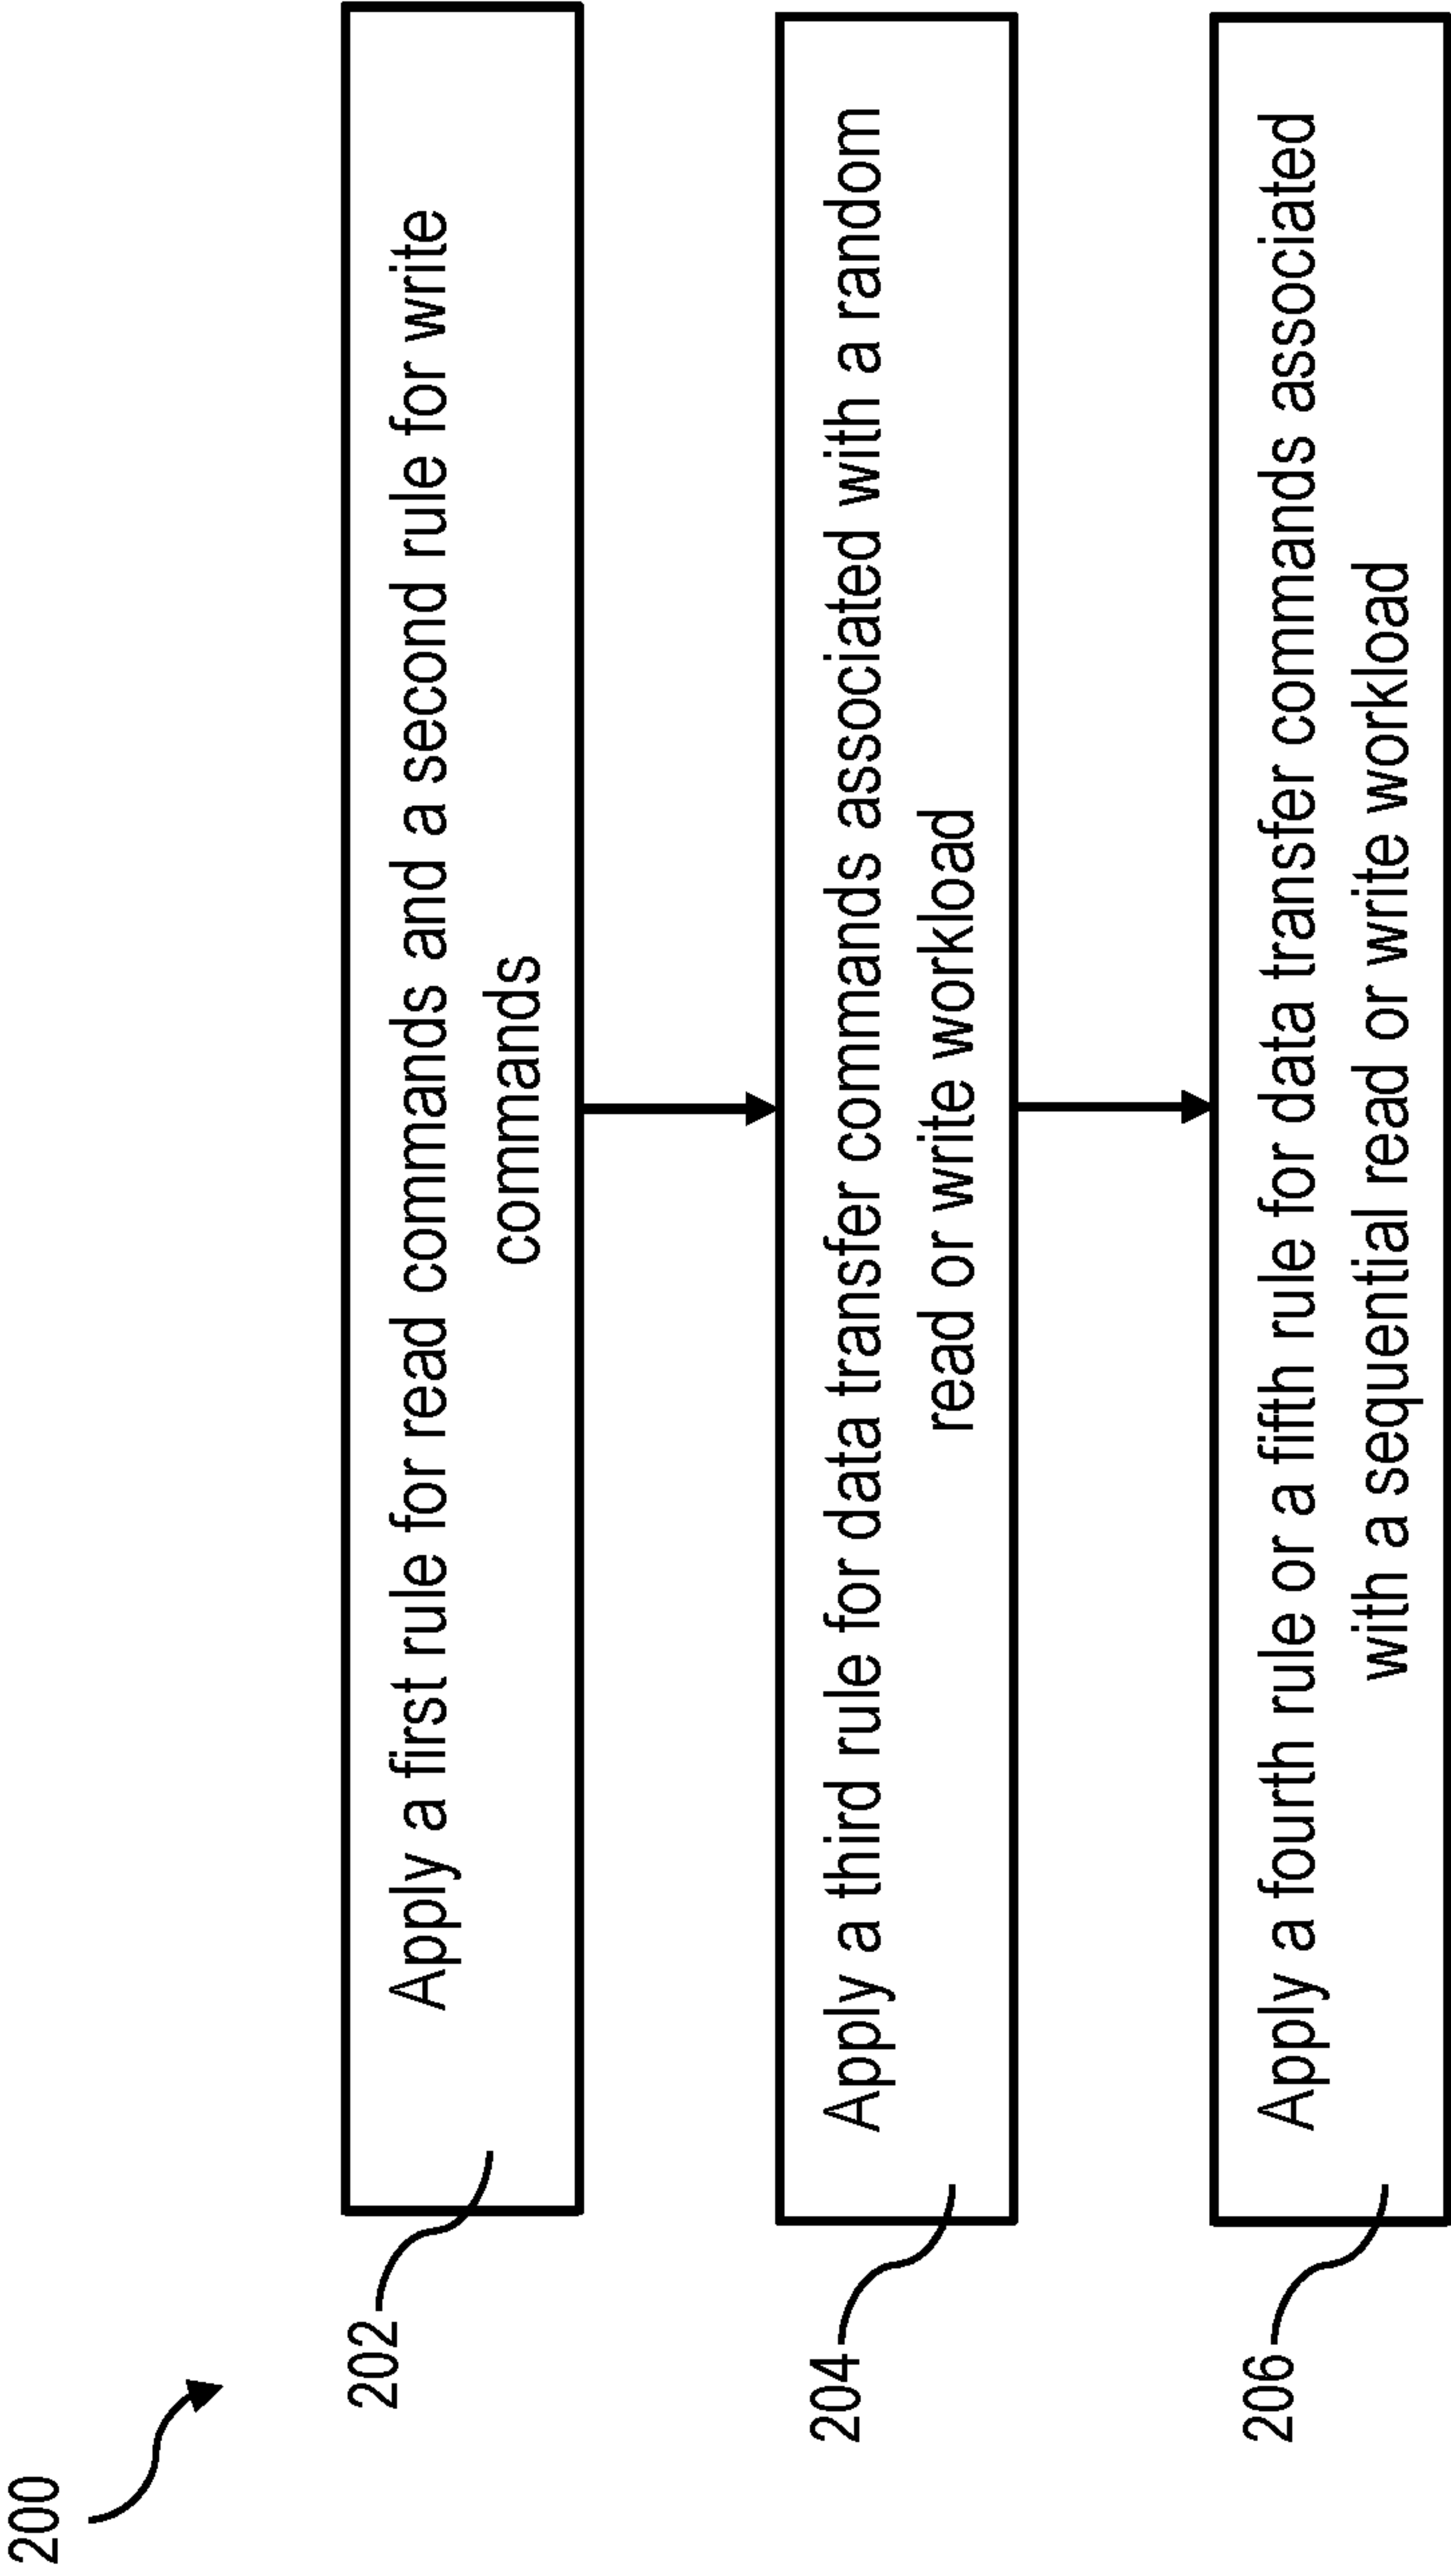 200
202
Apply a first rule for read commands and a second rule for write
commands
204
Apply a third rule for data transfer commands associated with a random
read or write workload
206
Apply a fourth rule or a fifth rule for data transfer commands associated
with a sequential read or write workload